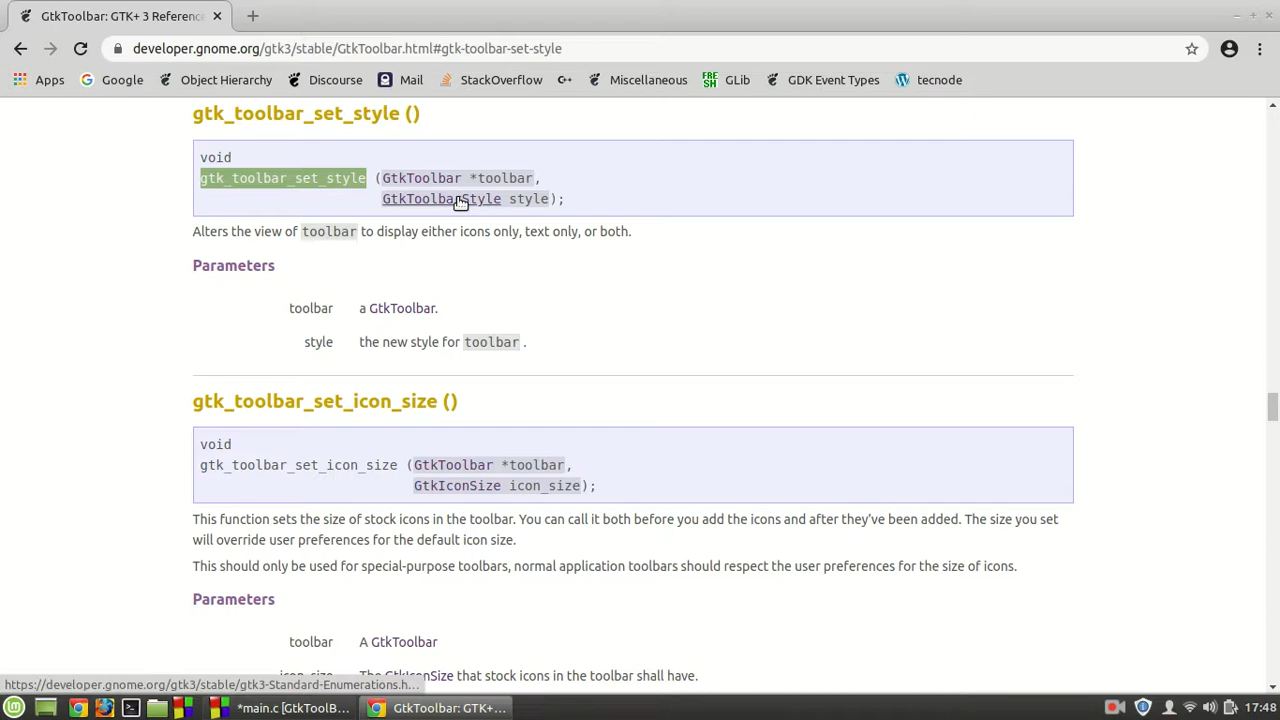 GtkToolbar: GTK+ 3 Reference
developer.gnome.org/gtk3/stable/GtkToolbar.html#gtk-toolbar-set-style
Apps Google Object Hierarchy Discourse Mail StackOverflow C++ Miscellaneous FRESH GLib GDK Event Types tecnode
gtk_toolbar_set_style ()
void
gtk_toolbar_set_style (GtkToolbar *toolbar,
GtkToolbarStyle style);
Alters the view of toolbar to display either icons only, text only, or both.
Parameters
toolbar a GtkToolbar.
style the new style for toolbar .
gtk_toolbar_set_icon_size ()
void
gtk_toolbar_set_icon_size (GtkToolbar *toolbar,
GtkIconSize icon_size);
This function sets the size of stock icons in the toolbar. You can call it both before you add the icons and after they've been added. The size you set
will override user preferences for the default icon size.
This should only be used for special-purpose toolbars, normal application toolbars should respect the user preferences for the size of icons.
Parameters
toolbar A GtkToolbar
icon_size The GtkIconSize that stock icons in the toolbar shall have.
https://developer.gnome.org/gtk3/stable/gtk3-Standard-Enumerations.h...
*main.c [GtkToolB... GtkToolbar: GTK+... 17:48